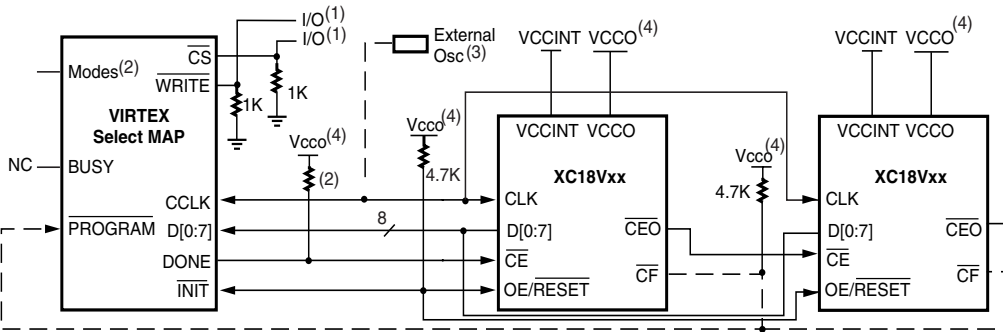 I/O(1)
I/O(1)
External
Osc(3)
VCCINT VCCO(4)
VCCINT VCCO(4)
CS
Modes(2)
WRITE
1K
1K
VIRTEX
Select MAP
Vcco(4)
Vcco(4)
VCCINT VCCO
VCCINT VCCO
NC
BUSY
(2)
4.7K
XC18Vxx
Vcco(4)
4.7K
XC18Vxx
CCLK
CLK
CLK
PROGRAM
D[0:7]
8
D[0:7]
CEO
D[0:7]
CEO
DONE
CE
CF
CE
CF
INIT
OE/RESET
OE/RESET